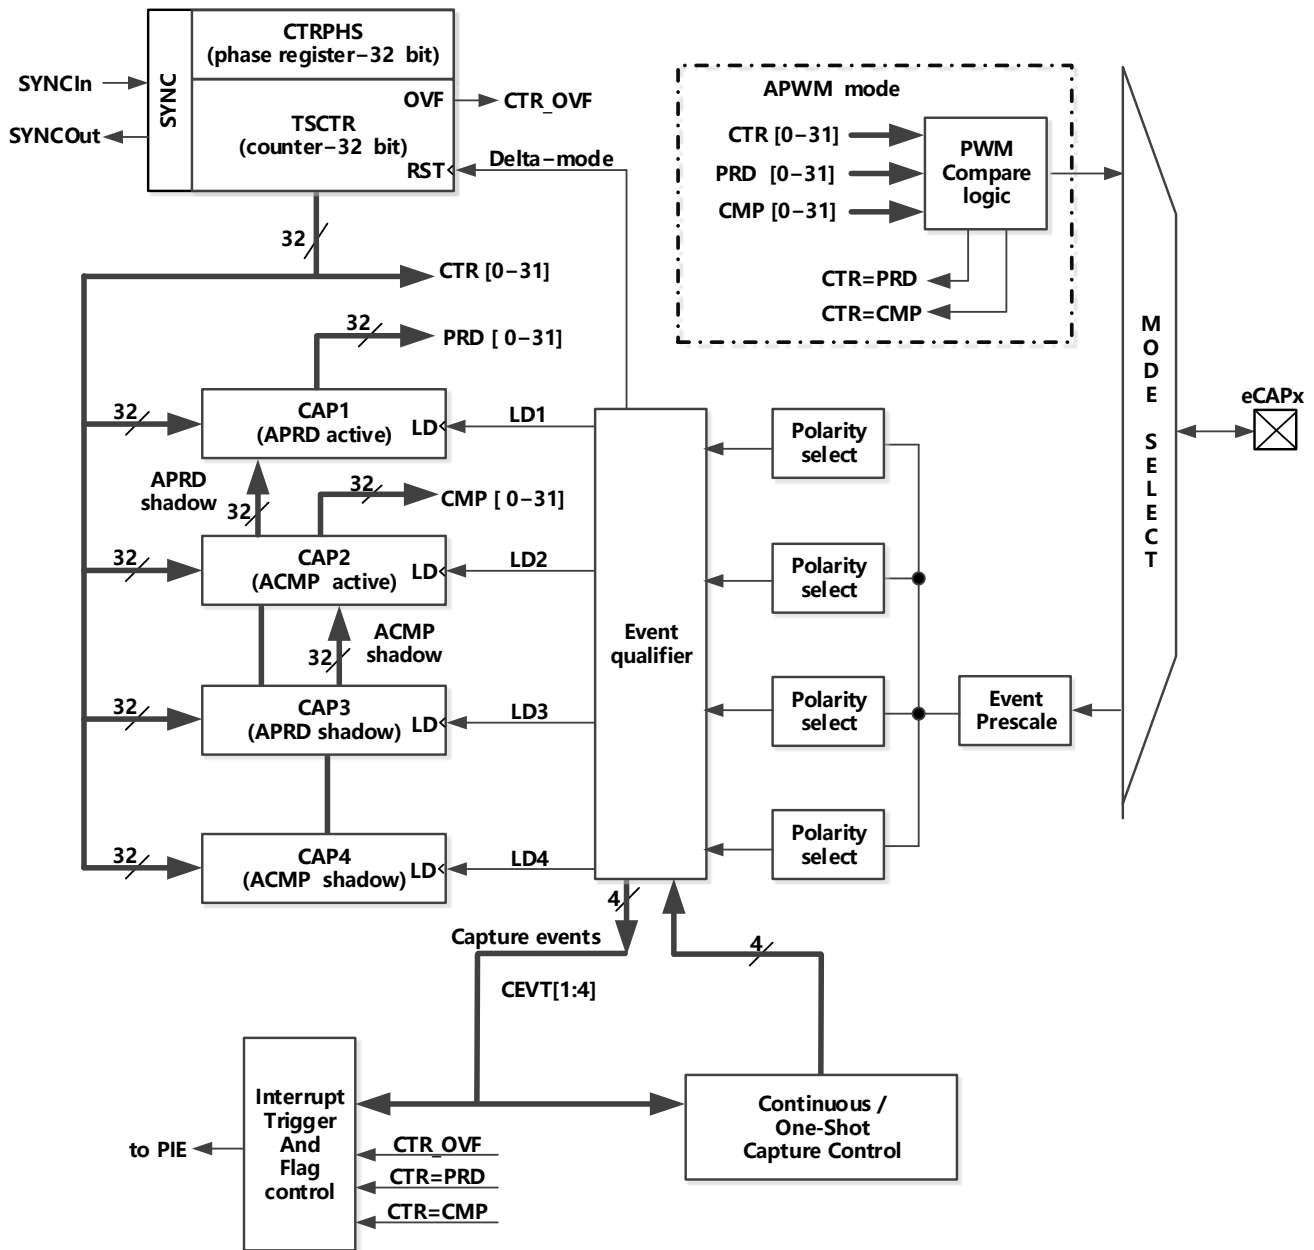 CTRPHS
(phase register-32 bit)
SYNC
SYNCIn
SYNCOut
OVF
CTR_OVF
TSCTR
(counter-32 bit)
RST
Delta-mode
32
CTR [0-31]
32
PRD [ 0-31]
32
CAP1
(APRD active)
LD
LD1
APRD
shadow
32
32
CMP [ 0-31]
32
CAP2
(ACMP active)
LD
LD2
ACMP
shadow
32
32
CAP3
(APRD shadow)
LD
LD3
32
CAP4
(ACMP shadow)
LD
LD4
APWM mode
CTR [0-31]
PRD [0-31]
CMP [0-31]
PWM
Compare
logic
CTR=PRD
CTR=CMP
MODE SELECT
eCAPx
Event
qualifier
Polarity
select
Polarity
select
Polarity
select
Polarity
select
Event
Prescale
4
Capture events
CEVT[1:4]
4
Interrupt
Trigger
And
Flag
control
to PIE
CTR_OVF
CTR=PRD
CTR=CMP
Continuous /
One-Shot
Capture Control